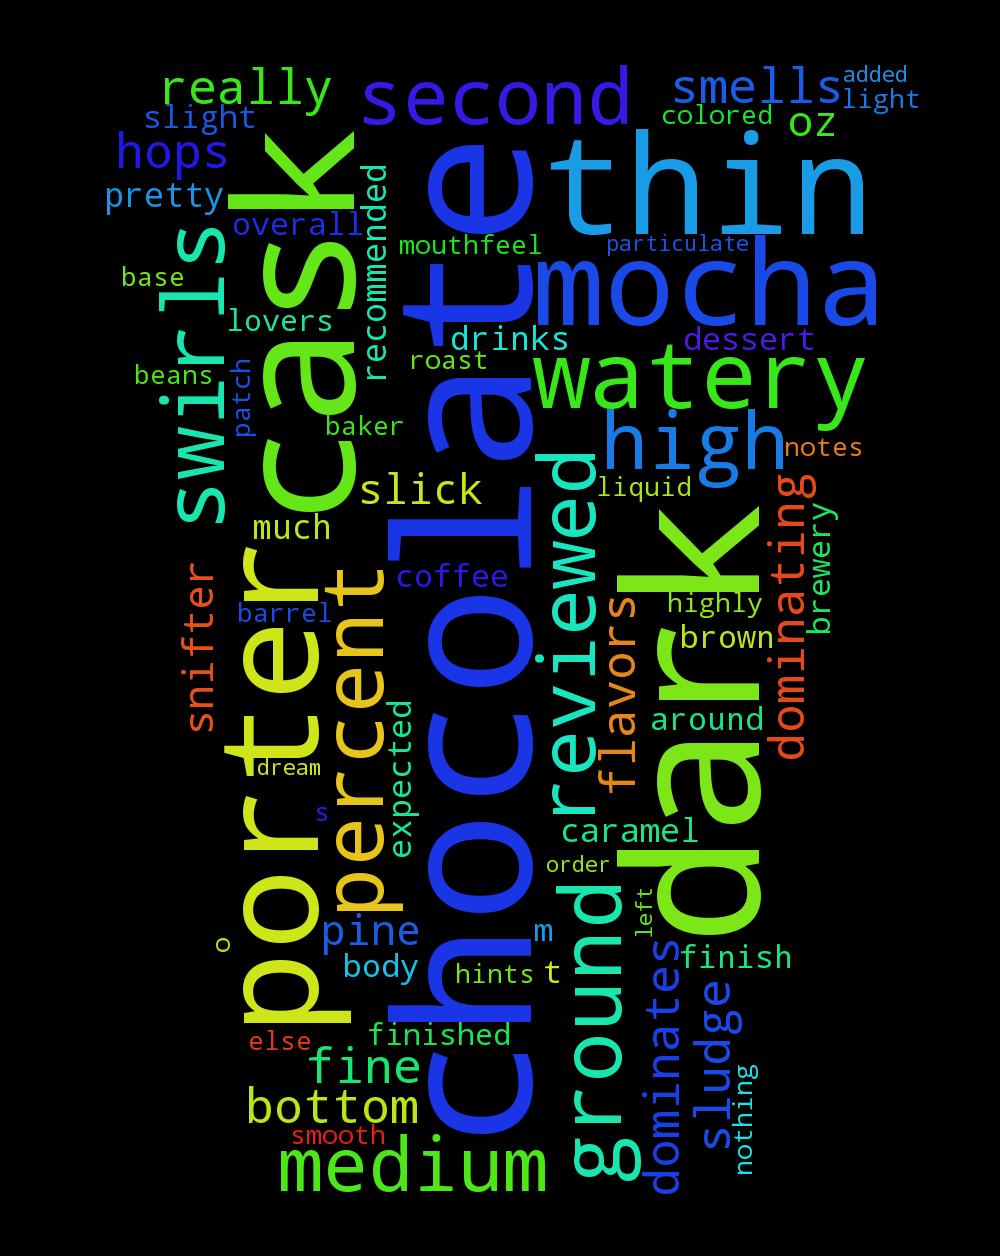 really
second
smells
added
light
slight
colored
oz
hops
cask
chocolate
thin
pretty
recommended
overall
swirls
mouthfeel
particulate
mocha
base
lovers
drinks
dessert
roast
watery
beans
patch
baker
high
notes
slick
reviewed
liquid
dark
dominating
brewery
much
porter
percent
coffee
snifter
barrel
flavors
highly
brown
expected
around
dream
s
caramel
order
ground
left
o
pine
m
body
hints
t
dominates
finish
sludge
else
finished
fine
nothing
bottom
smooth
medium